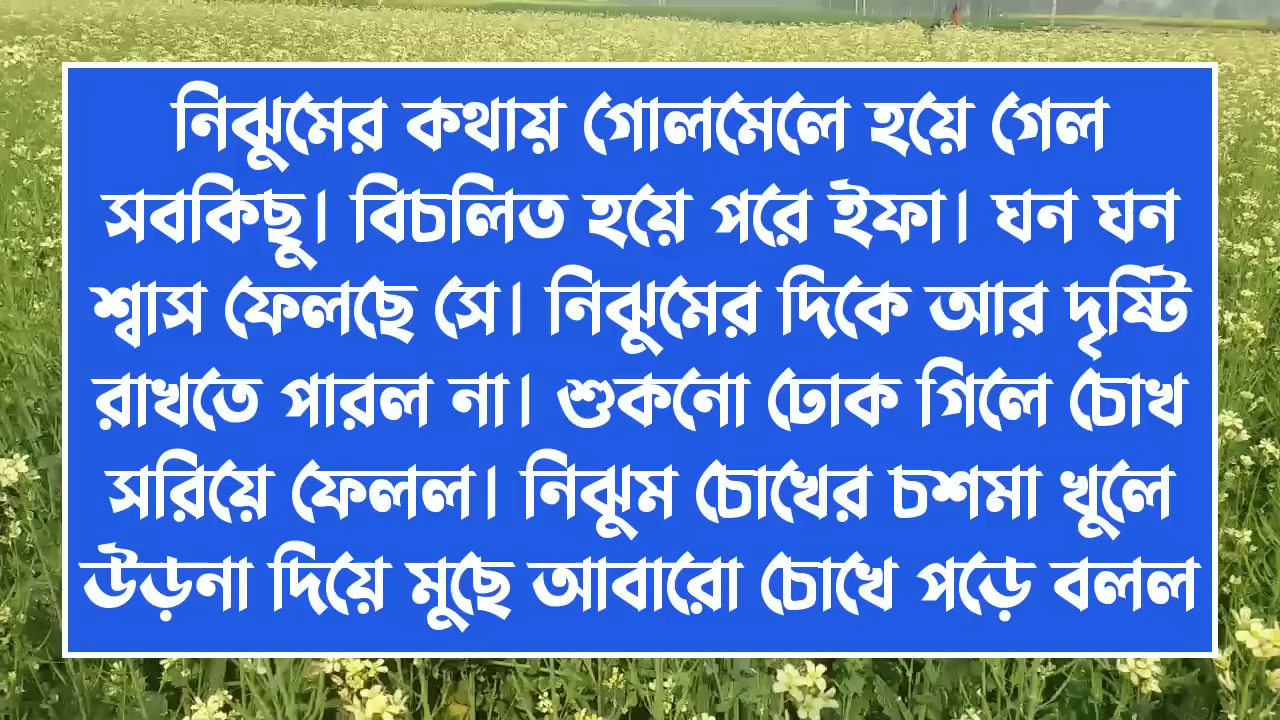 নিঝুমের কথায় গোলমেলে হয়ে গেল
সবকিছু। বিচলিত হয়ে পরে ইফা। ঘন ঘন
শ্বাস ফেলছে সে। নিঝুমের দিকে আর দৃষ্টি
রাখতে পারল না। শুকনো ঢোক গিলে চোখ
সরিয়ে ফেলল। নিঝুম চোখের চশমা খুলে
উড়না দিয়ে মুছে আবারো চোখে পড়ে বলল